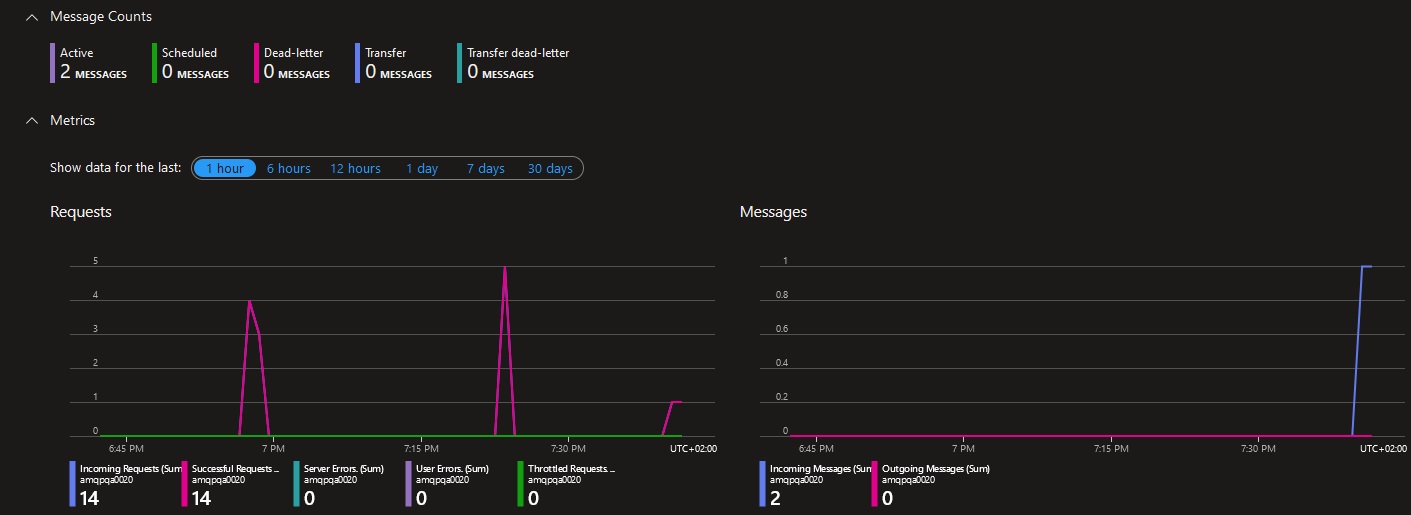 Message Counts
Active
2 MESSAGES
Scheduled
0 MESSAGES
Dead-letter
0 MESSAGES
Transfer
0 MESSAGES
Transfer dead-letter
0 MESSAGES
Metrics
Show data for the last:
1 hour
6 hours
12 hours
1 day
7 days
30 days
Requests
5
4
3
2
1
0
6:45 PM
7 PM
7:15 PM
7:30 PM
UTC+02:00
Incoming Requests (Sum
amqpqa0020
14
Successful Requests ...
amqpqa0020
14
Server Errors. (Sum)
amqpqa0020
0
User Errors. (Sum)
amqpqa0020
0
Throttled Requests. ...
amqpqa0020
0
Messages
1
0.8
0.6
0.4
0.2
0
6:45 PM
7 PM
7:15 PM
7:30 PM
UTC+02:00
Incoming Messages (Sum
amqpqa0020
2
Outgoing Messages (Sum)
amqpqa0020
0